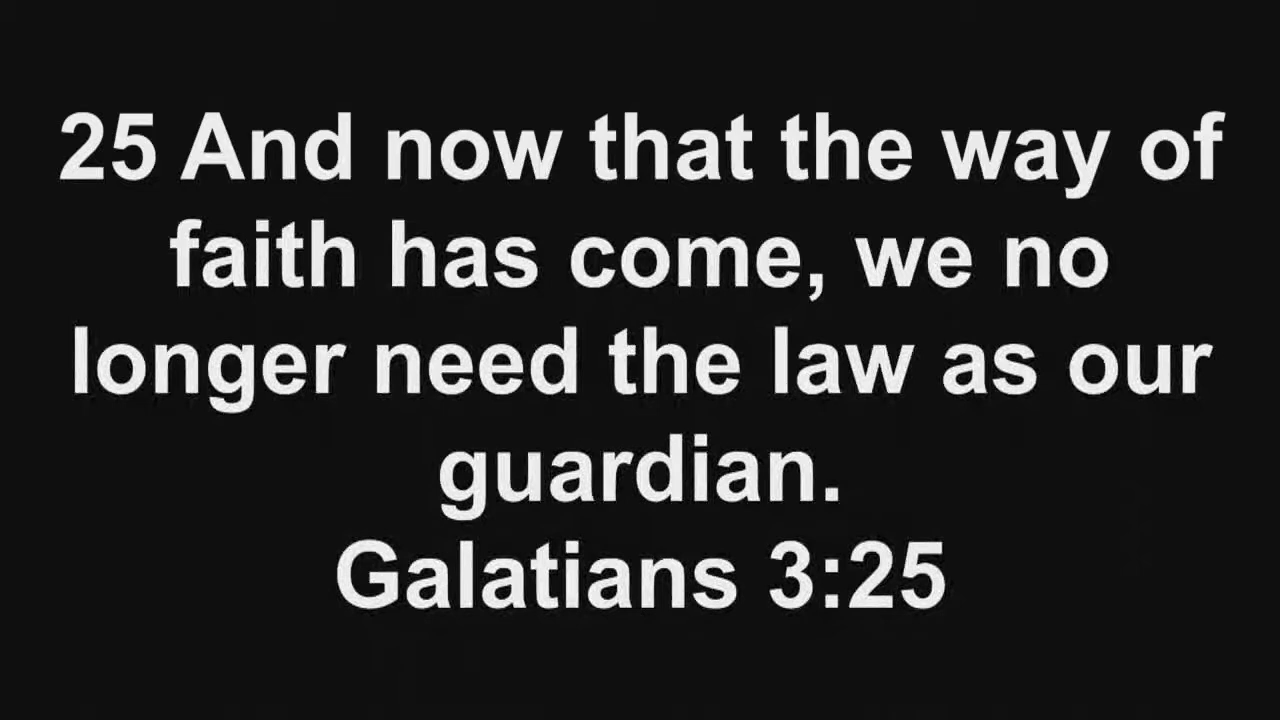 25 And now that the way of
faith has come, we no
longer need the law as our
guardian.
Galatians 3:25